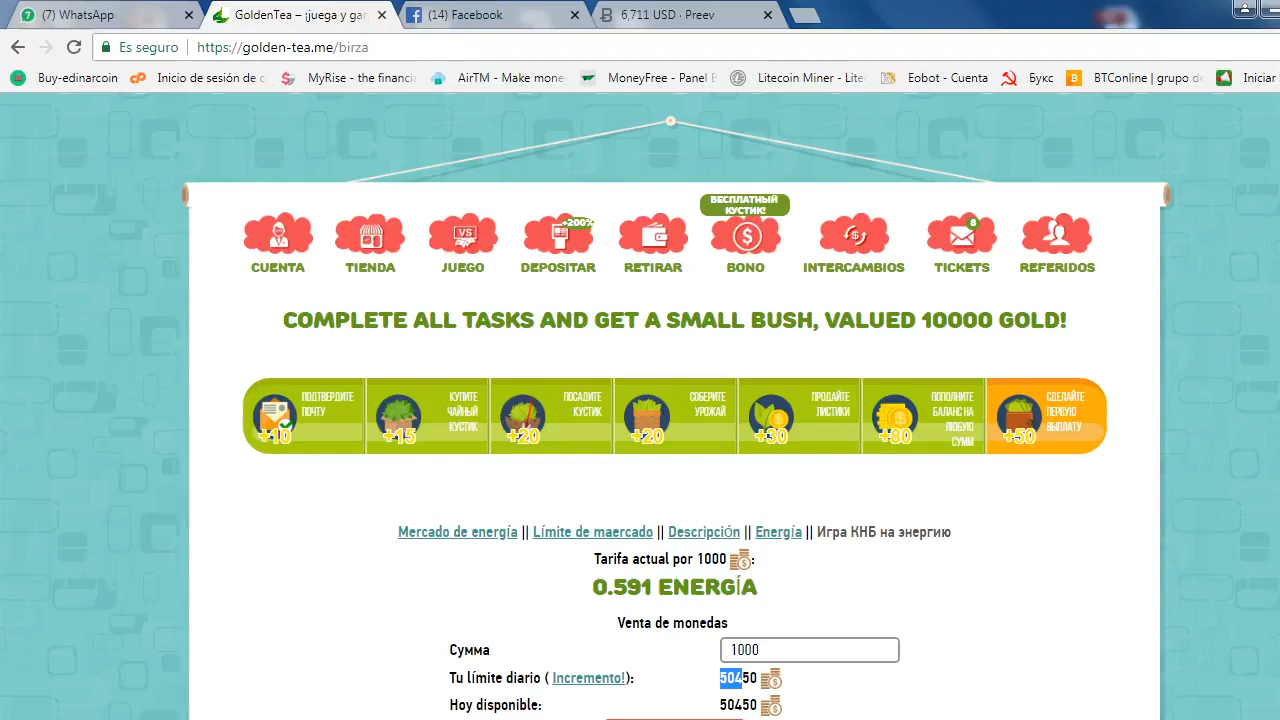 (7) WhatsApp
GoldenTea – ¡juega y gan
(14) Facebook
6,711 USD · Preev
Es seguro
https://golden-tea.me/birza
Buy-edinarcoin
Inicio de sesión de c
MyRise - the financia
AirTM - Make mone
MoneyFree - Panel
Litecoin Miner - Lite
Eobot - Cuenta
Букс
BTConline | grupo de
Iniciar
БЕСПЛАТНЫЙ
КУСТИК!
VS
+200%
8
CUENTA
TIENDA
JUEGO
DEPOSITAR
RETIRAR
BONO
INTERCAMBIOS
TICKETS
REFERIDOS
COMPLETE ALL TASKS AND GET A SMALL BUSH, VALUED 10000 GOLD!
ПОДТВЕРДИТЕ
ПОЧТУ
+10
КУПИТЕ
ЧАЙНЫЙ
КУСТИК
+15
ПОСАДИТЕ
КУСТИК
+20
СОБЕРИТЕ
УРОЖАЙ
+20
ПРОДАЙТЕ
ЛИСТИКИ
+30
ПОПОЛНИТЕ
БАЛАНС НА
ЛЮБУЮ
СУММ
+80
СДЕЛАЙТЕ
ПЕРВУЮ
ВЫПЛАТУ
+50
Mercado de energía || Límite de maercado || Descripción || Energía || Игра КНБ на энергию
Tarifa actual por 1000 :
0.591 ENERGÍA
Venta de monedas
Сумма 1000
Tu límite diario ( Incremento!): 50450
Hoy disponible: 50450